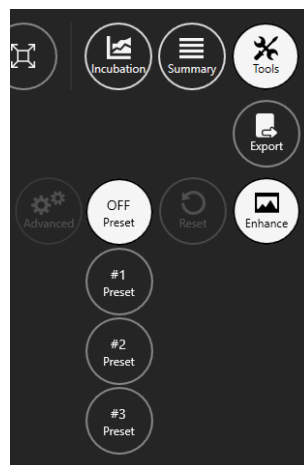 Incubation
Summary
Tools
Export
Advanced
OFF
Preset
Reset
Enhance
#1
Preset
#2
Preset
#3
Preset